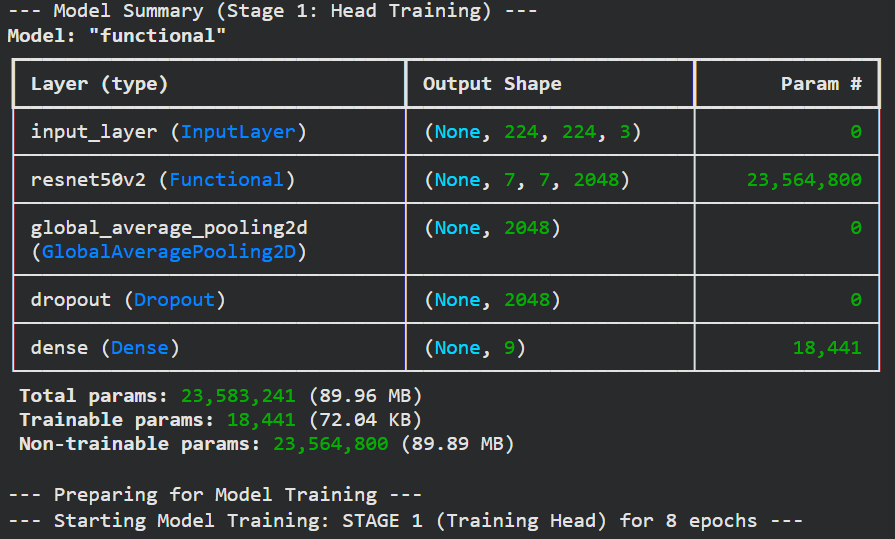 --- Model Summary (Stage 1: Head Training) ---
Model: "functional"
Layer (type) Output Shape Param #
input_layer (InputLayer) (None, 224, 224, 3) 0
resnet50v2 (Functional) (None, 7, 7, 2048) 23,564,800
global_average_pooling2d (None, 2048) 0
(GlobalAveragePooling2D)
dropout (Dropout) (None, 2048) 0
dense (Dense) (None, 9) 18,441
Total params: 23,583,241 (89.96 MB)
Trainable params: 18,441 (72.04 KB)
Non-trainable params: 23,564,800 (89.89 MB)
--- Preparing for Model Training ---
--- Starting Model Training: STAGE 1 (Training Head) for 8 epochs ---